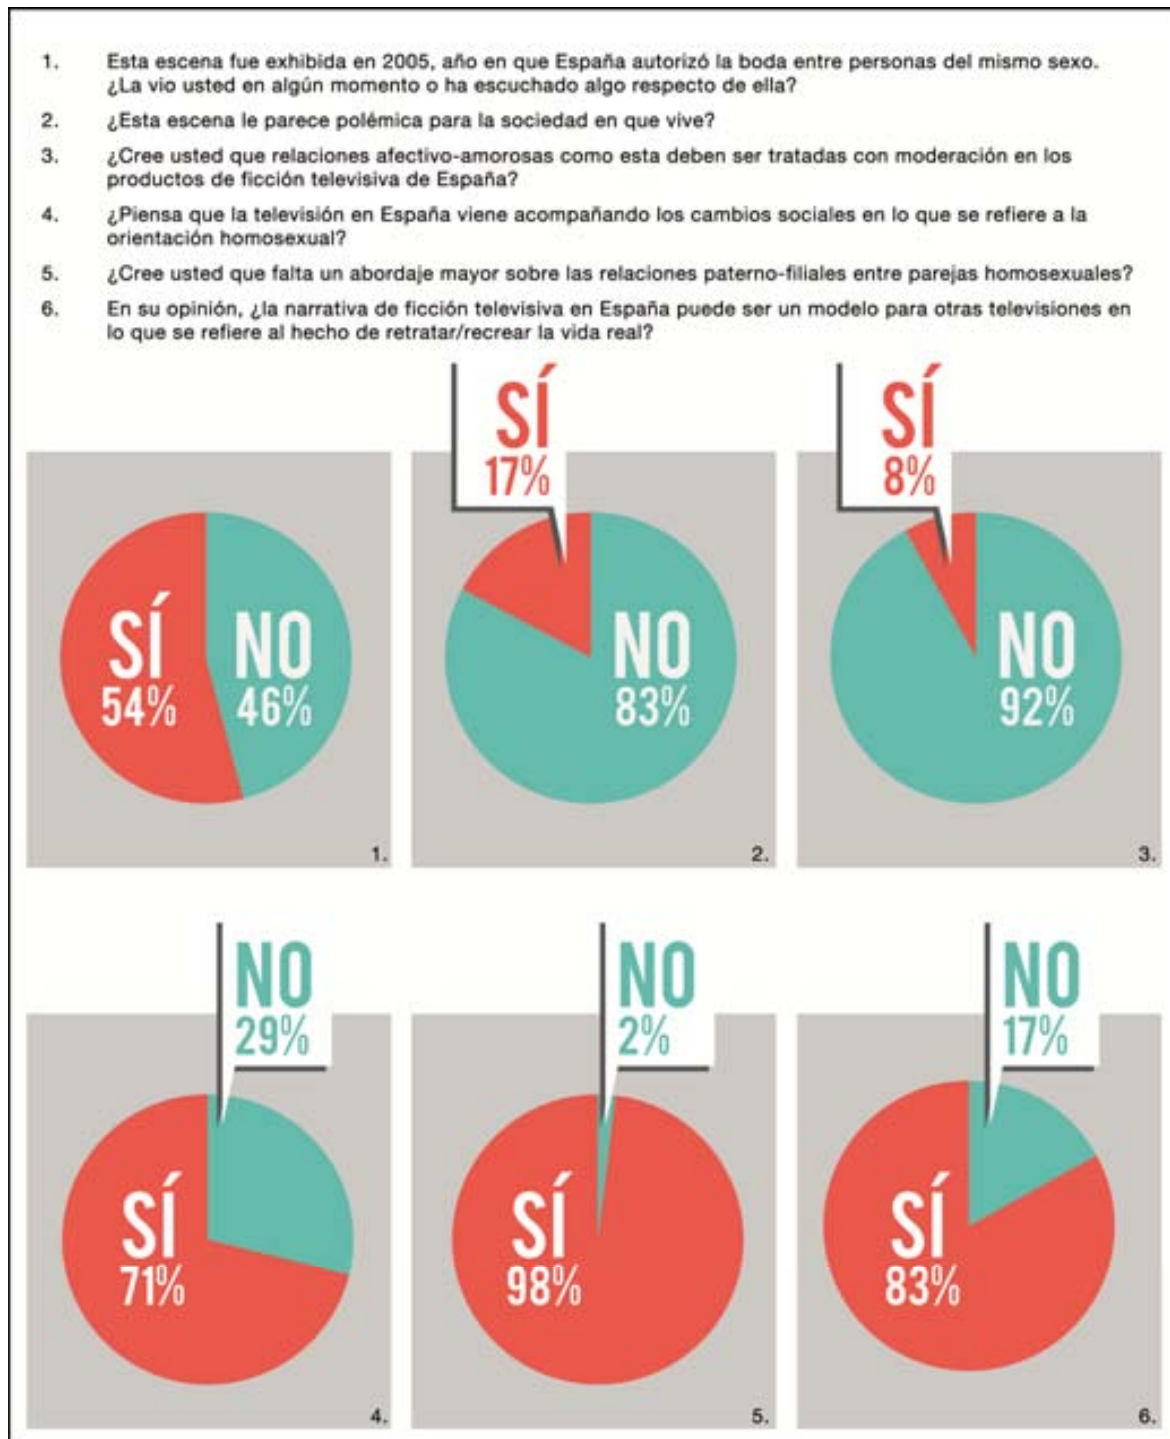 1. Esta escena fue exhibida en 2005, año en que España autorizó la boda entre personas del mismo sexo.
¿La vio usted en algún momento o ha escuchado algo respecto de ella?
2. ¿Esta escena le parece polémica para la sociedad en que vive?
3. ¿Cree usted que relaciones afectivo-amorosas como esta deben ser tratadas con moderación en los
productos de ficción televisiva de España?
4. ¿Piensa que la televisión en España viene acompañando los cambios sociales en lo que se refiere a la
orientación homosexual?
5. ¿Cree usted que falta un abordaje mayor sobre las relaciones paterno-filiales entre parejas homosexuales?
6. En su opinión, ¿la narrativa de ficción televisiva en España puede ser un modelo para otras televisiones en
lo que se refiere al hecho de retratar/recrear la vida real?
SÍ
54%
NO
46%
1.
SÍ
17%
NO
83%
2.
SÍ
8%
NO
92%
3.
NO
29%
SÍ
71%
4.
NO
2%
SÍ
98%
5.
NO
17%
SÍ
83%
6.